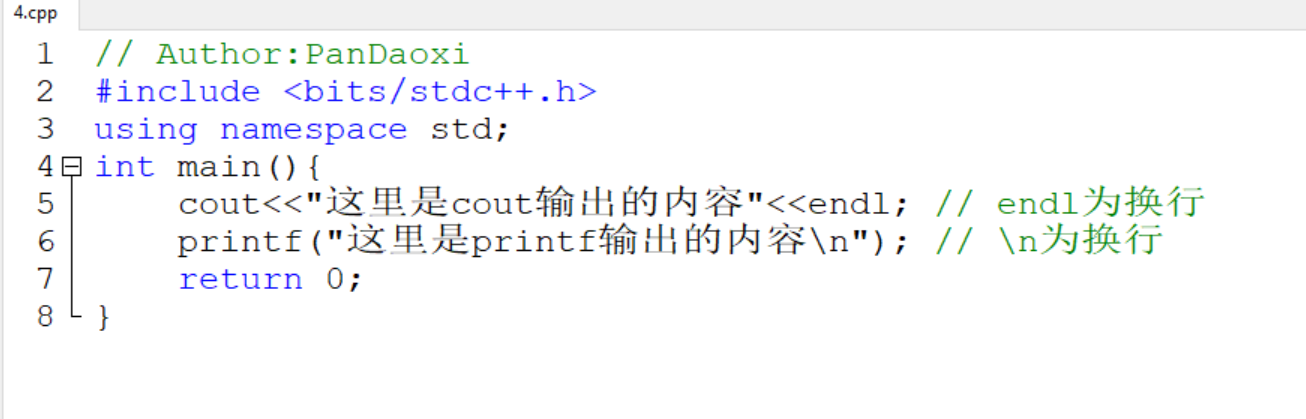 4.cpp
1 // Author:PanDaoxi
2 #include <bits/stdc++.h>
3 using namespace std;
4 int main(){
5     cout<<"这里是cout输出的内容"<<endl; // endl为换行
6     printf("这里是printf输出的内容\n"); // \n为换行
7     return 0;
8 }